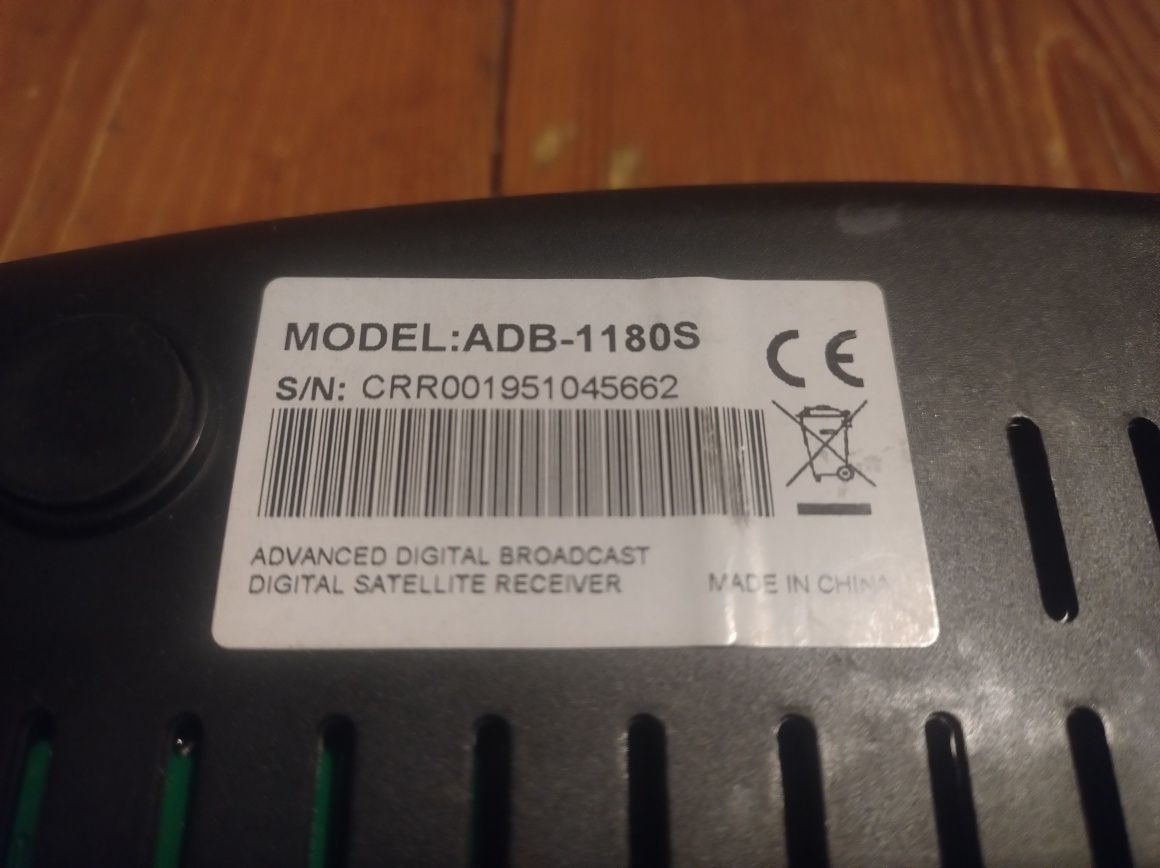 MODEL:ADB-1180S
CE
S/N: CRR001951045662
ADVANCED DIGITAL BROADCAST
DIGITAL SATELLITE RECEIVER
MADE IN CHINA